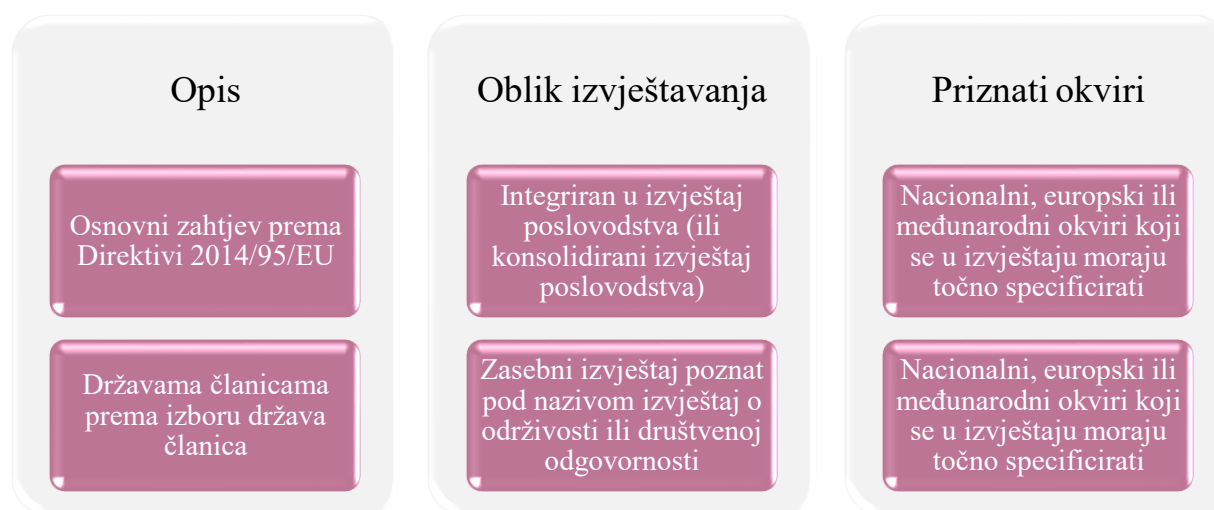 Opis
Osnovni zahtjev prema
Direktivi 2014/95/EU
Državama članicama
prema izboru država
članica
Oblik izvještavanja
Integriran u izvještaj
poslovodstva (ili
konsolidirani izvještaj
poslovodstva)
Zasebni izvještaj poznat
pod nazivom izvještaj o
održivosti ili društvenoj
odgovornosti
Priznati okviri
Nacionalni, europski ili
međunarodni okviri koji
se u izvještaju moraju
točno specificirati
Nacionalni, europski ili
međunarodni okviri koji
se u izvještaju moraju
točno specificirati